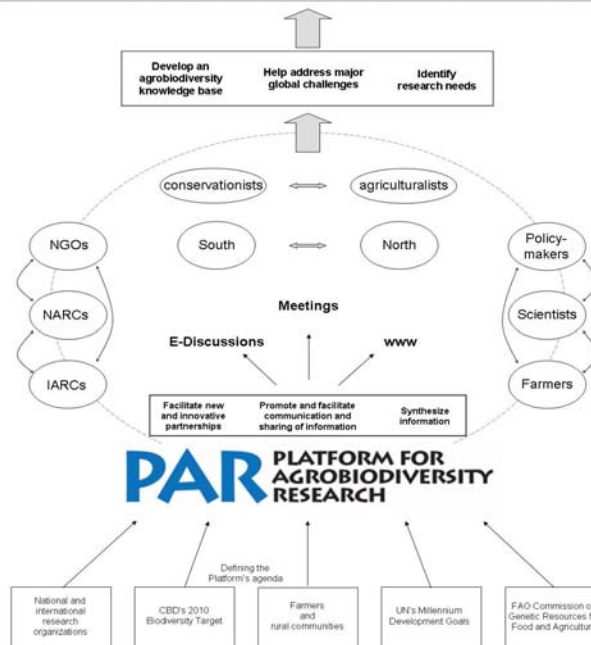 Develop an
agrobiodiversity
knowledge base
Help address major
global challenges
Identify
research needs
conservationists
agriculturalists
South
North
NGOs
NARCs
IARCs
Policy-
makers
Scientists
Farmers
Meetings
E-Discussions
www
Facilitate new
and innovative
partnerships
Promote and facilitate
communication and
sharing of information
Synthesize
information
PAR
PLATFORM FOR
AGROBIODIVERSITY
RESEARCH
Defining the
Platform's agenda
National and
international
research
organizations
CBD's 2010
Biodiversity Target
Farmers
and
rural communities
UN's Millennium
Development Goals
FAO Commission o
Genetic Resources f
Food and Agricultur